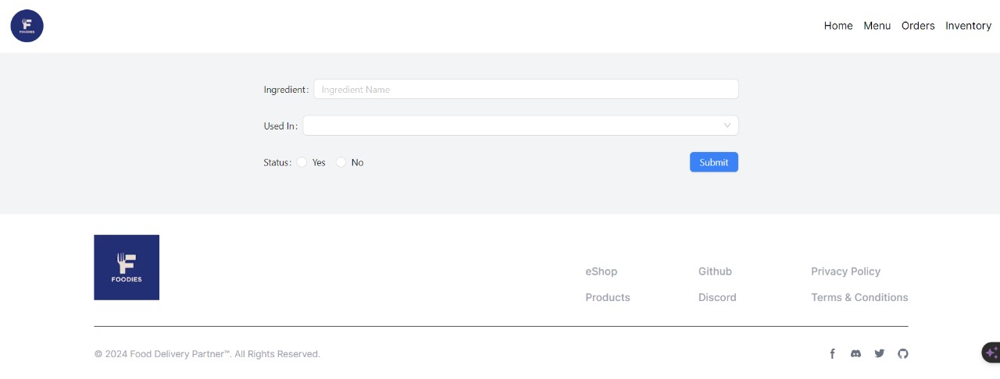 FOODIES
Home Menu Orders Inventory
Ingredient: Ingredient Name
Used In:
Status: Yes No Submit
FOODIES
eShop Github Privacy Policy
Products Discord Terms & Conditions
© 2024 Food Delivery Partner™. All Rights Reserved.